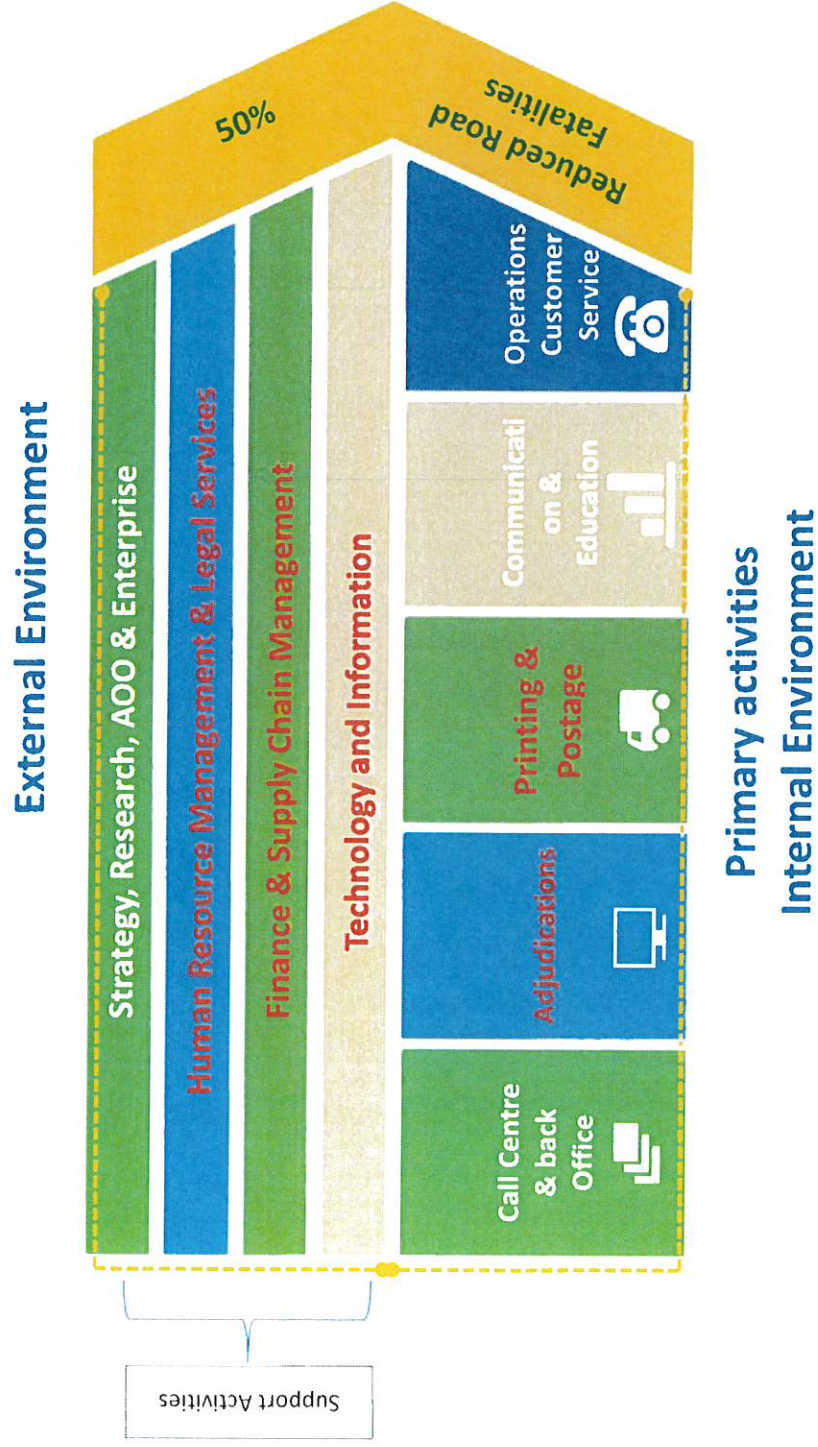 External Environment
Support Activities
Strategy, Research, AOO & Enterprise
Human Resource Management & Legal Services
Finance & Supply Chain Management
Technology and Information
50%
Reduced Road
Fatalities
Call Centre
& back
Office
Adjudications
Printing &
Postage
Communicati
on &
Education
Operations
Customer
Service
Primary activities
Internal Environment